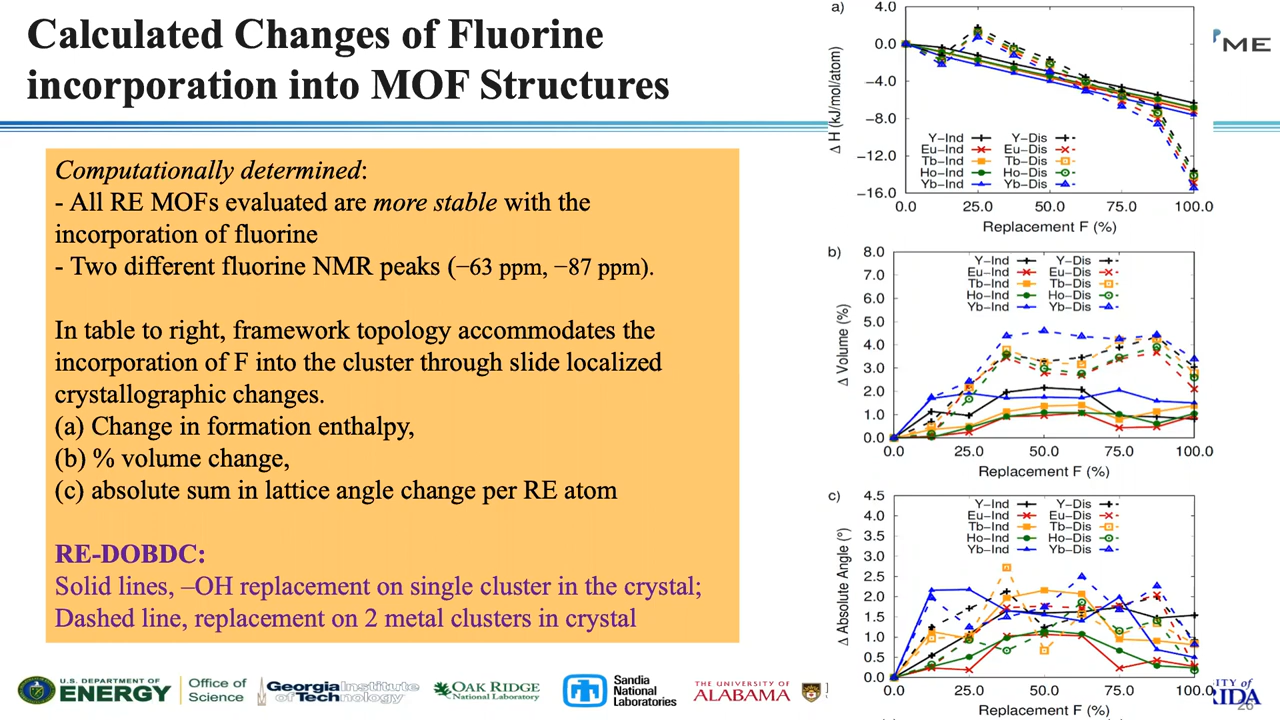 Calculated Changes of Fluorine
incorporation into MOF Structures
Computationally determined:
- All RE MOFs evaluated are more stable with the
incorporation of fluorine
- Two different fluorine NMR peaks (−63 ppm, −87 ppm).
In table to right, framework topology accommodates the
incorporation of F into the cluster through slide localized
crystallographic changes.
(a) Change in formation enthalpy,
(b) % volume change,
(c) absolute sum in lattice angle change per RE atom
RE-DOBDC:
Solid lines, –OH replacement on single cluster in the crystal;
Dashed line, replacement on 2 metal clusters in crystal
a)
Δ H (kJ/mol/atom)
4.0
0.0
−4.0
−8.0
−12.0
−16.0
Y−Ind Y−Dis
Eu−Ind Eu−Dis
Tb−Ind Tb−Dis
Ho−Ind Ho−Dis
Yb−Ind Yb−Dis
0.0 25.0 50.0 75.0 100.0
Replacement F (%)
b)
Δ Volume (%)
8.0
7.0
6.0
5.0
4.0
3.0
2.0
1.0
0.0
Y−Ind Y−Dis
Eu−Ind Eu−Dis
Tb−Ind Tb−Dis
Ho−Ind Ho−Dis
Yb−Ind Yb−Dis
0.0 25.0 50.0 75.0 100.0
Replacement F (%)
c)
Δ Absolute Angle (°)
4.5
4.0
3.5
3.0
2.5
2.0
1.5
1.0
0.5
0.0
Y−Ind Y−Dis
Eu−Ind Eu−Dis
Tb−Ind Tb−Dis
Ho−Ind Ho−Dis
Yb−Ind Yb−Dis
0.0 25.0 50.0 75.0 100.0
Replacement F (%)
ME
U.S. DEPARTMENT OF
ENERGY
Office of
Science
Georgia Institute
of Technology
OAK RIDGE
National Laboratory
Sandia
National
Laboratories
THE UNIVERSITY OF
ALABAMA
ITY of
RIDA
26